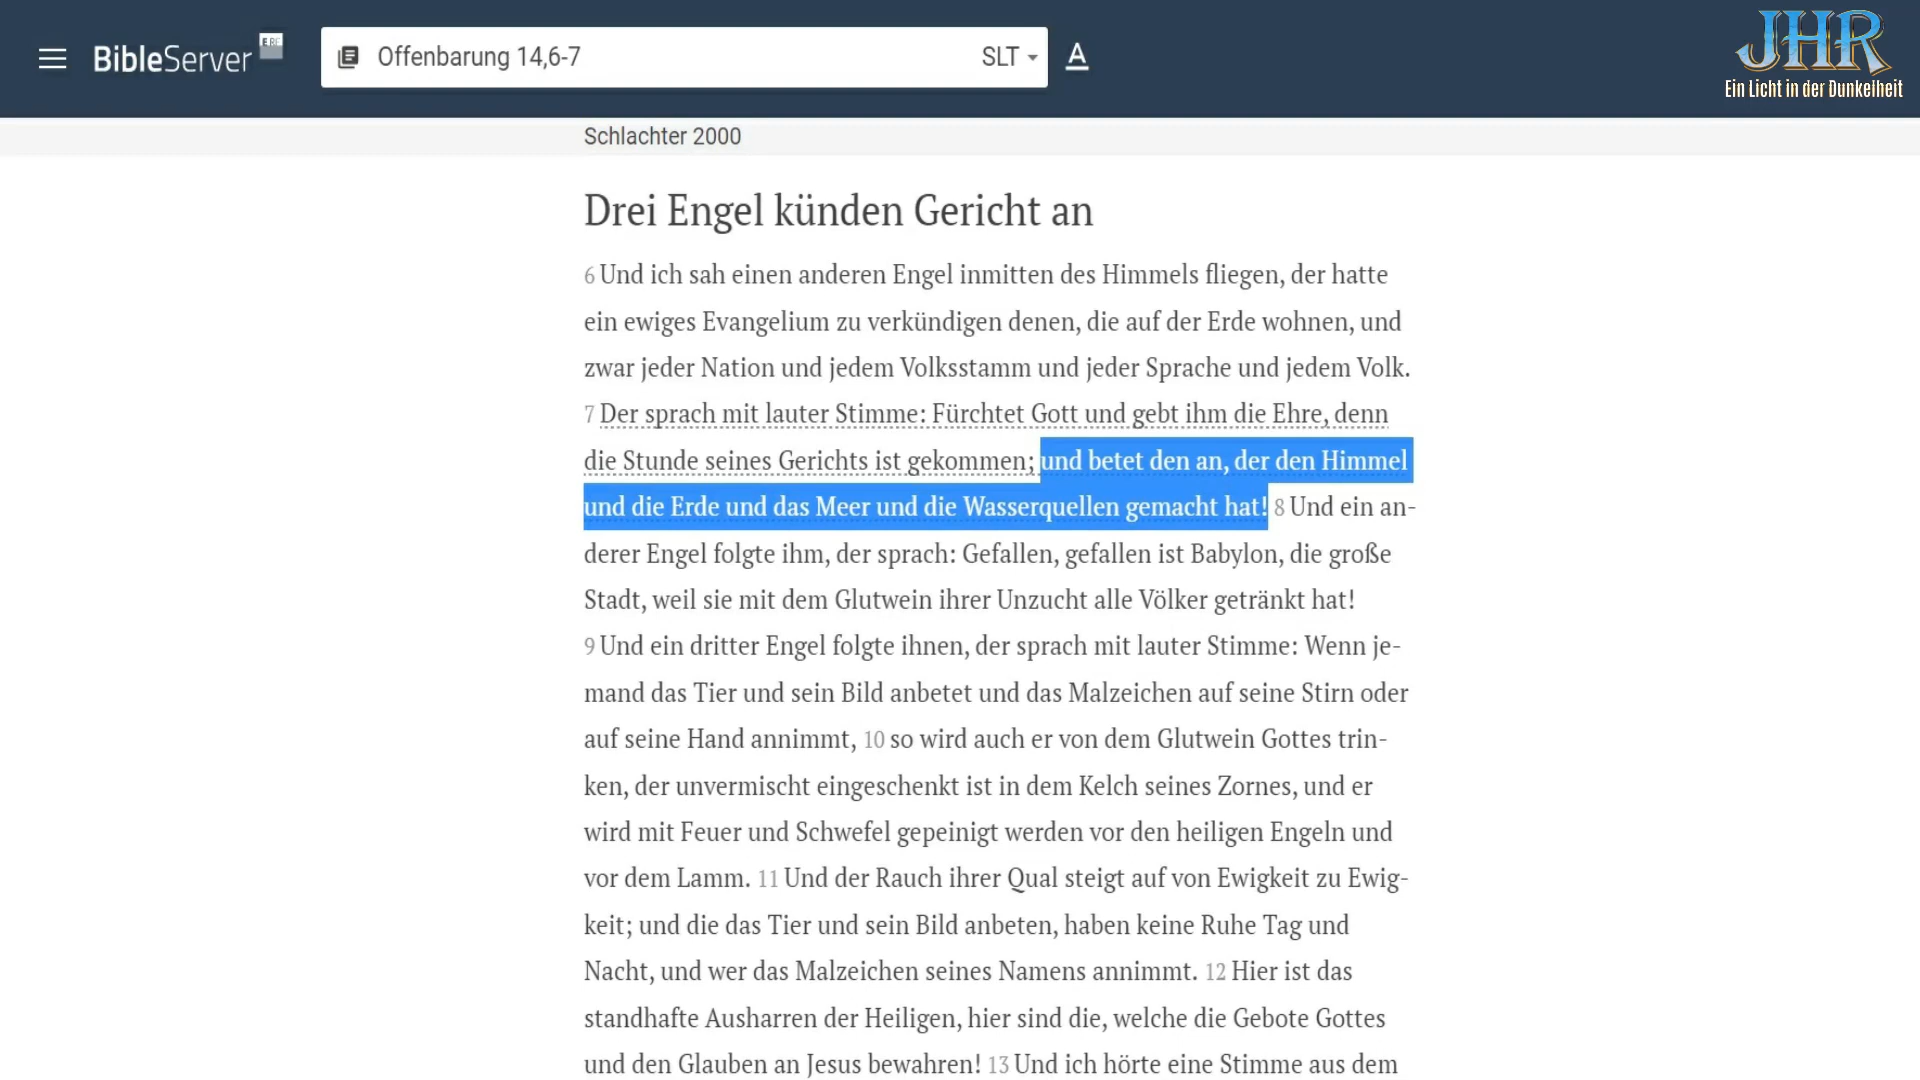 BibleServer
ERF
Offenbarung 14,6-7
SLT
A
JHR
Ein Licht in der Dunkelheit
Schlachter 2000
Drei Engel künden Gericht an
6 Und ich sah einen anderen Engel inmitten des Himmels fliegen, der hatte
ein ewiges Evangelium zu verkündigen denen, die auf der Erde wohnen, und
zwar jeder Nation und jedem Volksstamm und jeder Sprache und jedem Volk.
7 Der sprach mit lauter Stimme: Fürchtet Gott und gebt ihm die Ehre, denn
die Stunde seines Gerichts ist gekommen; und betet den an, der den Himmel
und die Erde und das Meer und die Wasserquellen gemacht hat! 8 Und ein an-
derer Engel folgte ihm, der sprach: Gefallen, gefallen ist Babylon, die große
Stadt, weil sie mit dem Glutwein ihrer Unzucht alle Völker getränkt hat!
9 Und ein dritter Engel folgte ihnen, der sprach mit lauter Stimme: Wenn je-
mand das Tier und sein Bild anbetet und das Malzeichen auf seine Stirn oder
auf seine Hand annimmt, 10 so wird auch er von dem Glutwein Gottes trin-
ken, der unvermischt eingeschenkt ist in dem Kelch seines Zornes, und er
wird mit Feuer und Schwefel gepeinigt werden vor den heiligen Engeln und
vor dem Lamm. 11 Und der Rauch ihrer Qual steigt auf von Ewigkeit zu Ewig-
keit; und die das Tier und sein Bild anbeten, haben keine Ruhe Tag und
Nacht, und wer das Malzeichen seines Namens annimmt. 12 Hier ist das
standhafte Ausharren der Heiligen, hier sind die, welche die Gebote Gottes
und den Glauben an Jesus bewahren! 13 Und ich hörte eine Stimme aus dem